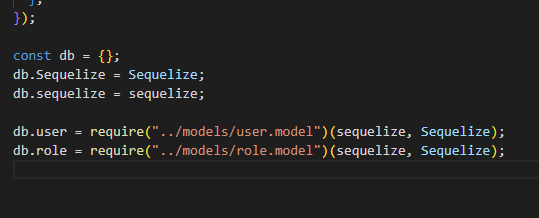 };
});
const db = {};
db.Sequelize = Sequelize;
db.sequelize = sequelize;
db.user = require("../models/user.model")(sequelize, Sequelize);
db.role = require("../models/role.model")(sequelize, Sequelize);